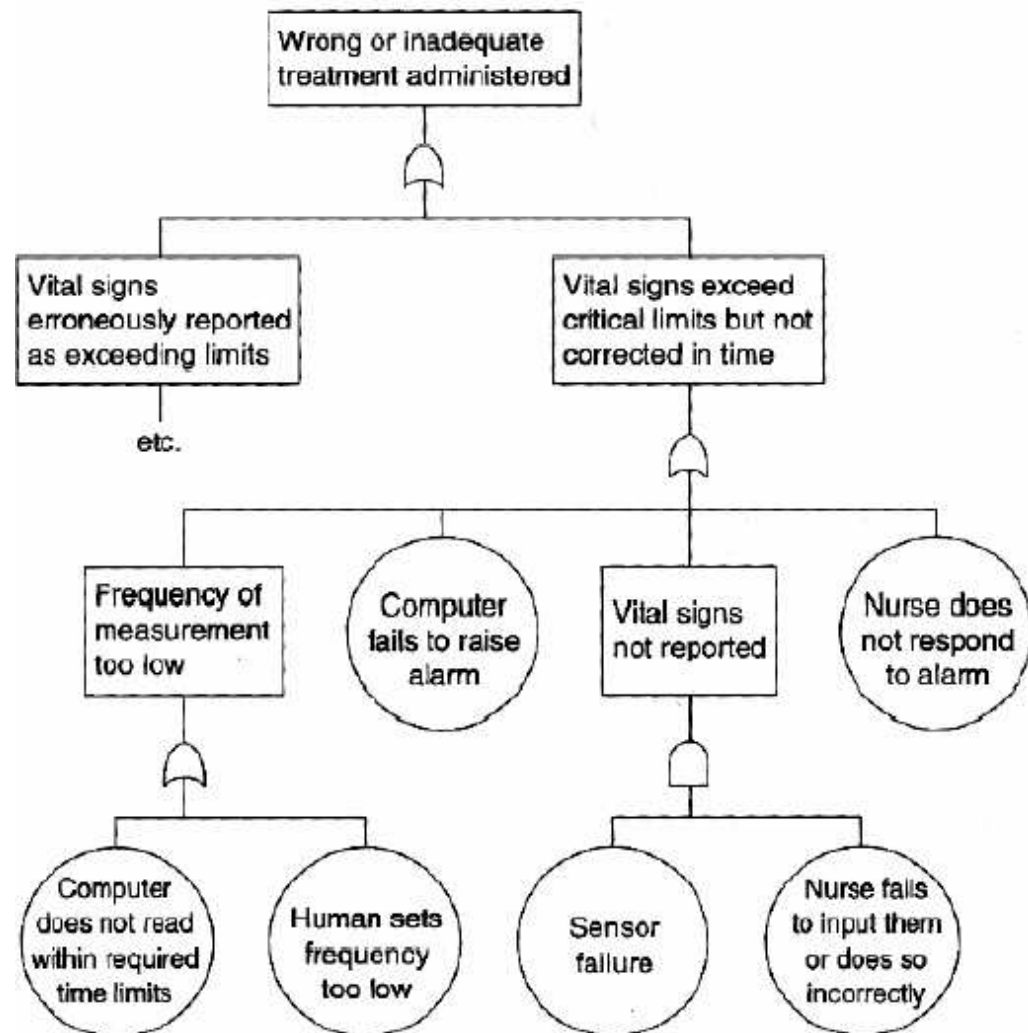 Wrong or inadequate
treatment administered
Vital signs
erroneously reported
as exceeding limits
Vital signs exceed
critical limits but not
corrected in time
etc.
Frequency of
measurement
too low
Computer
fails to raise
alarm
Vital signs
not reported
Nurse does
not respond
to alarm
Computer
does not read
within required
time limits
Human sets
frequency
too low
Sensor
failure
Nurse fails
to input them
or does so
incorrectly